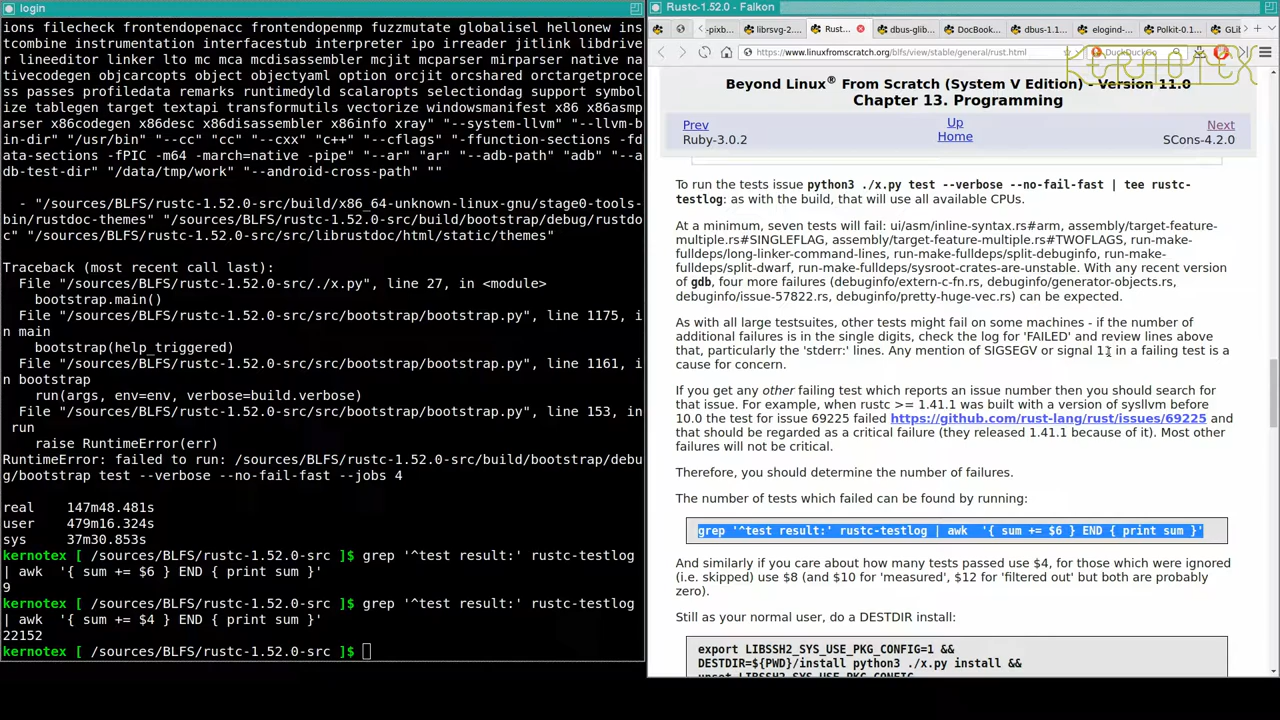 login
ions filecheck frontendopenacc frontendopenmp fuzzmutate globalisel hellonew ins
tcombine instrumentation interfacestub interpreter ipo irreader jitlink libdrive
r lineeditor linker lto mc mca mcdisassembler mcjit mcparser mirparser native na
tivecodegen objcarcopts object objectyaml option orcjit orcshared orctargetproce
ss passes profiledata remarks runtimedyld scalaropts selectiondag support symbol
ize tablegen target textapi transformutils vectorize windowsmanifest x86 x86asmp
arser x86codegen x86desc x86disassembler x86info xray" "--system-llvm" "--llvm-b
in-dir" "/usr/bin" "--cc" "cc" "--cxx" "c++" "--cflags" "-ffunction-sections -fd
ata-sections -fPIC -m64 -march=native -pipe" "--ar" "ar" "--adb-path" "adb" "--a
db-test-dir" "/data/tmp/work" "--android-cross-path" ""
- "/sources/BLFS/rustc-1.52.0-src/build/x86_64-unknown-linux-gnu/stage0-tools-
bin/rustdoc-themes" "/sources/BLFS/rustc-1.52.0-src/build/bootstrap/debug/rustdo
c" "/sources/BLFS/rustc-1.52.0-src/src/librustdoc/html/static/themes"
Traceback (most recent call last):
File "/sources/BLFS/rustc-1.52.0-src/./x.py", line 27, in <module>
bootstrap.main()
File "/sources/BLFS/rustc-1.52.0-src/src/bootstrap/bootstrap.py", line 1175, i
n main
bootstrap(help_triggered)
File "/sources/BLFS/rustc-1.52.0-src/src/bootstrap/bootstrap.py", line 1161, i
n bootstrap
run(args, env=env, verbose=build.verbose)
File "/sources/BLFS/rustc-1.52.0-src/src/bootstrap/bootstrap.py", line 153, in
run
raise RuntimeError(err)
RuntimeError: failed to run: /sources/BLFS/rustc-1.52.0-src/build/bootstrap/debu
g/bootstrap test --verbose --no-fail-fast --jobs 4
real 147m48.481s
user 479m16.324s
sys 37m30.853s
kernotex [ /sources/BLFS/rustc-1.52.0-src ]$ grep '^test result:' rustc-testlog
| awk '{ sum += $6 } END { print sum }'
9
kernotex [ /sources/BLFS/rustc-1.52.0-src ]$ grep '^test result:' rustc-testlog
| awk '{ sum += $4 } END { print sum }'
22152
kernotex [ /sources/BLFS/rustc-1.52.0-src ]$
Rustc-1.52.0 - Falkon
-pixb librsvg-2. Rust... dbus-glib DocBook dbus-1.1 elogind- Polkit-0.1 GLib
https://www.linuxfromscratch.org/blfs/view/stable/general/rust.html DuckDuckGo
KERNOTEX
Beyond Linux® From Scratch (System V Edition) - Version 11.0
Chapter 13. Programming
Prev Up Next
Ruby-3.0.2 Home SCons-4.2.0
To run the tests issue python3 ./x.py test --verbose --no-fail-fast | tee rustc-
testlog: as with the build, that will use all available CPUs.
At a minimum, seven tests will fail: ui/asm/inline-syntax.rs#arm, assembly/target-feature-
multiple.rs#SINGLEFLAG, assembly/target-feature-multiple.rs#TWOFLAGS, run-make-
fulldeps/long-linker-command-lines, run-make-fulldeps/split-debuginfo, run-make-
fulldeps/split-dwarf, run-make-fulldeps/sysroot-crates-are-unstable. With any recent version
of gdb, four more failures (debuginfo/extern-c-fn.rs, debuginfo/generator-objects.rs,
debuginfo/issue-57822.rs, debuginfo/pretty-huge-vec.rs) can be expected.
As with all large testsuites, other tests might fail on some machines - if the number of
additional failures is in the single digits, check the log for 'FAILED' and review lines above
that, particularly the 'stderr:' lines. Any mention of SIGSEGV or signal 11 in a failing test is a
cause for concern.
If you get any other failing test which reports an issue number then you should search for
that issue. For example, when rustc >= 1.41.1 was built with a version of sysllvm before
10.0 the test for issue 69225 failed https://github.com/rust-lang/rust/issues/69225 and
that should be regarded as a critical failure (they released 1.41.1 because of it). Most other
failures will not be critical.
Therefore, you should determine the number of failures.
The number of tests which failed can be found by running:
grep '^test result:' rustc-testlog | awk '{ sum += $6 } END { print sum }'
And similarly if you care about how many tests passed use $4, for those which were ignored
(i.e. skipped) use $8 (and $10 for 'measured', $12 for 'filtered out' but both are probably
zero).
Still as your normal user, do a DESTDIR install:
export LIBSSH2_SYS_USE_PKG_CONFIG=1 &&
DESTDIR=${PWD}/install python3 ./x.py install &&
unset LIBSSH2_SYS_USE_PKG_CONFIG